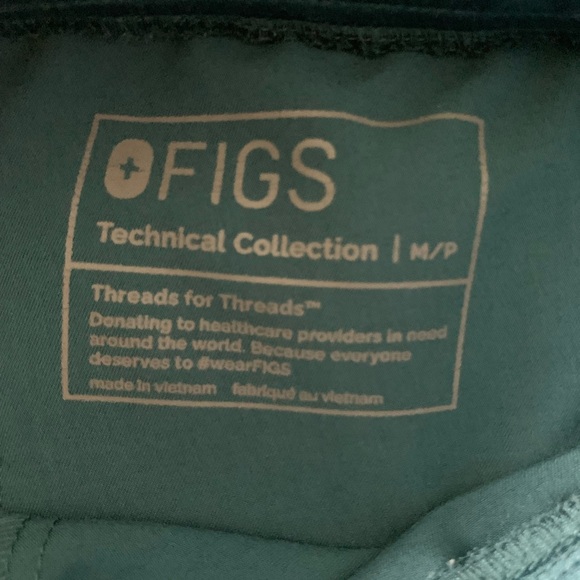 FIGS
Technical Collection | M/P
Threads for Threads™
Donating to healthcare providers in need
around the world. Because everyone
deserves to #wearFIGS
made in vietnam fabriqué au vietnam